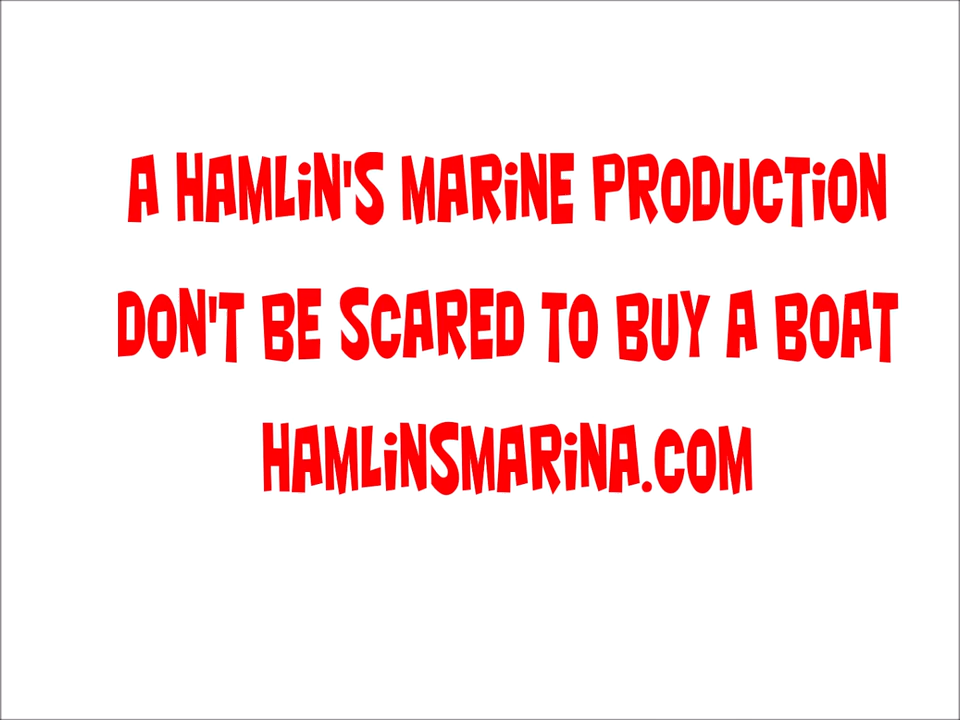 A HAMLiN'S MARiNE PRODUCTiON
DON'T BE SCARED TO BUY A BOAT
HAMLiNSMARiNA.COM